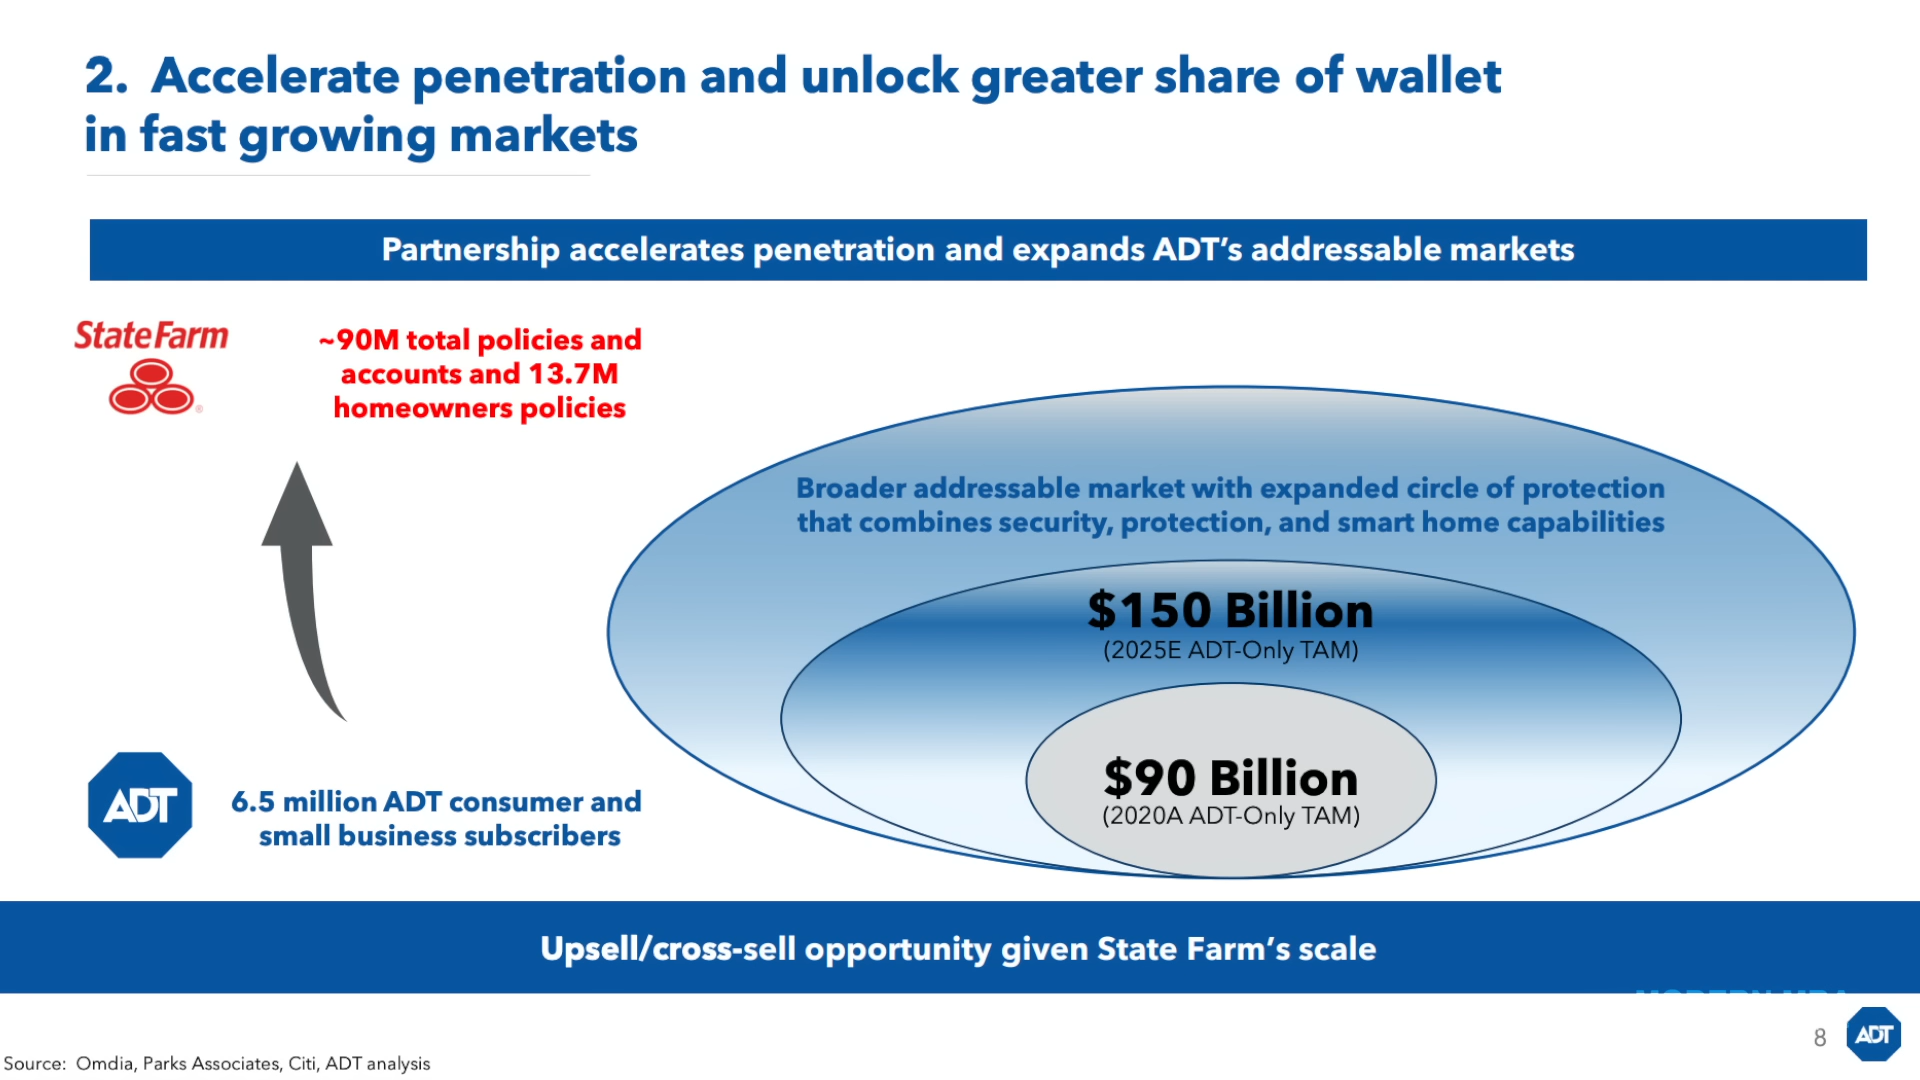 2. Accelerate penetration and unlock greater share of wallet
in fast growing markets
Partnership accelerates penetration and expands ADT's addressable markets
State Farm
®
~90M total policies and
accounts and 13.7M
homeowners policies
Broader addressable market with expanded circle of protection
that combines security, protection, and smart home capabilities
$150 Billion
(2025E ADT-Only TAM)
$90 Billion
(2020A ADT-Only TAM)
ADT
6.5 million ADT consumer and
small business subscribers
Upsell/cross-sell opportunity given State Farm's scale
8
ADT
Source: Omdia, Parks Associates, Citi, ADT analysis